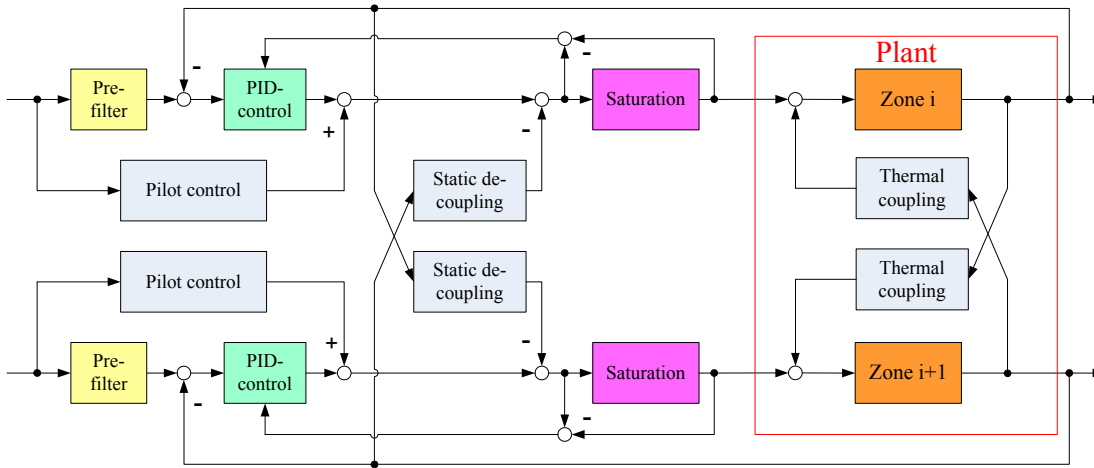 Plant
-
-
Pre-
filter
PID-
control
Saturation
Zone i
+
-
Pilot control
Static de-
coupling
Thermal
coupling
Pilot control
Static de-
coupling
Thermal
coupling
+
-
Pre-
filter
PID-
control
Saturation
Zone i+1
-
-